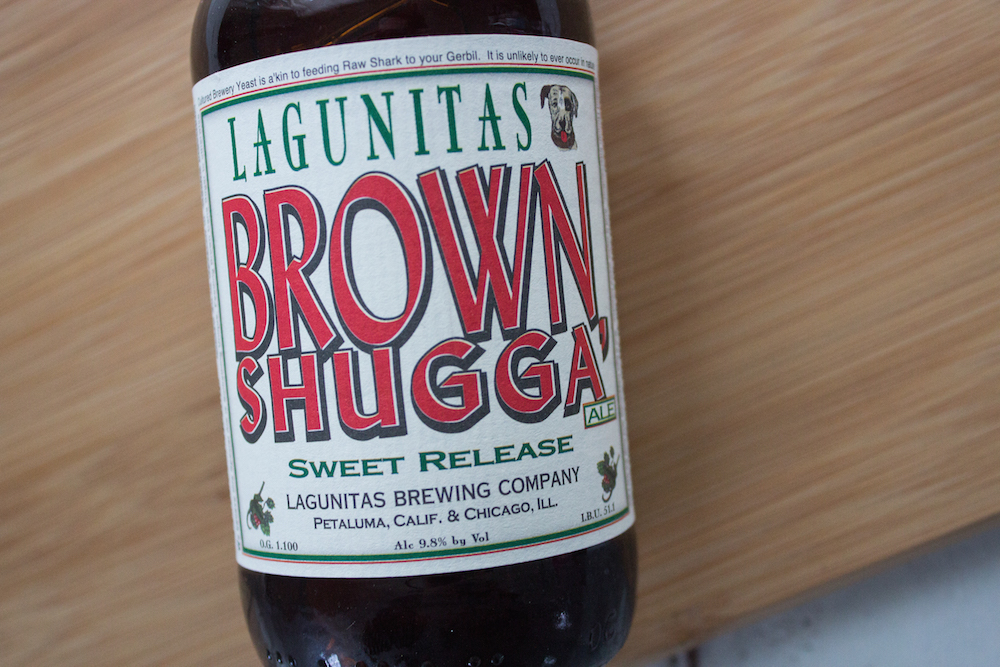 Cultured Brewery Yeast is a'kin to feeding Raw Shark to your Gerbil. It is unlikely to ever occur in
LAGUNITAS
BROWN
SHUGGA'
ALE
SWEET RELEASE
LAGUNITAS BREWING COMPANY
PETALUMA, CALIF. & CHICAGO, ILL.
O.G. 1.100
Alc 9.8% by Vol
I.B.U. 51.1